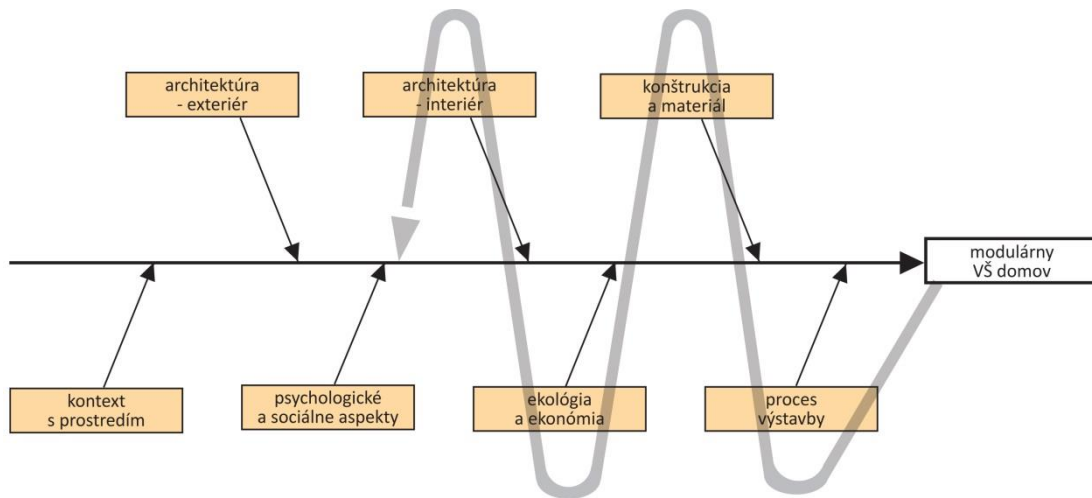 architektúra
- exteriér
architektúra
- interiér
konštrukcia
a materiál
modulárny
VŠ domov
kontext
s prostredím
psychologické
a sociálne aspekty
ekológia
a ekonómia
proces
výstavby